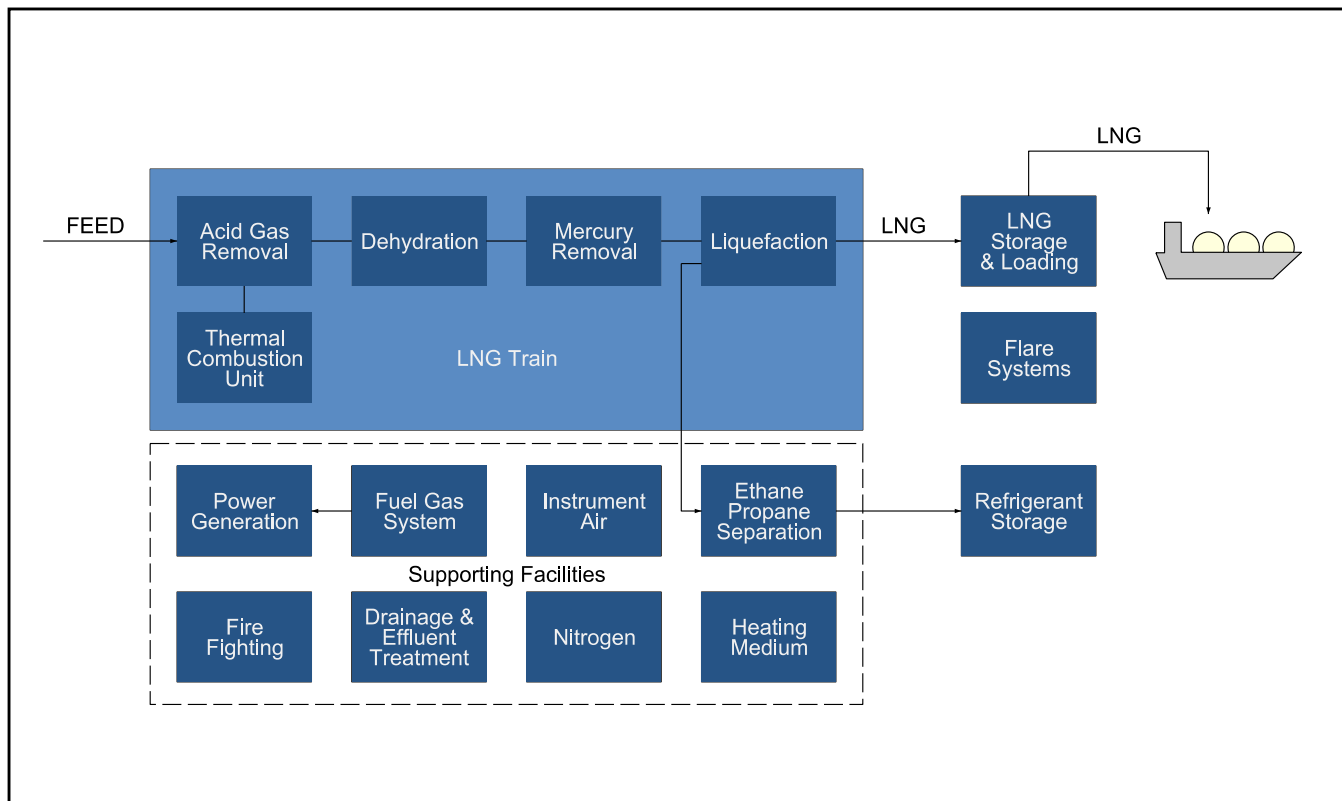 LNG
FEED
Acid Gas
Removal
Dehydration
Mercury
Removal
Liquefaction
LNG
LNG
Storage
& Loading
Thermal
Combustion
Unit
LNG Train
Flare
Systems
Power
Generation
Fuel Gas
System
Instrument
Air
Ethane
Propane
Separation
Refrigerant
Storage
Supporting Facilities
Fire
Fighting
Drainage &
Effluent
Treatment
Nitrogen
Heating
Medium